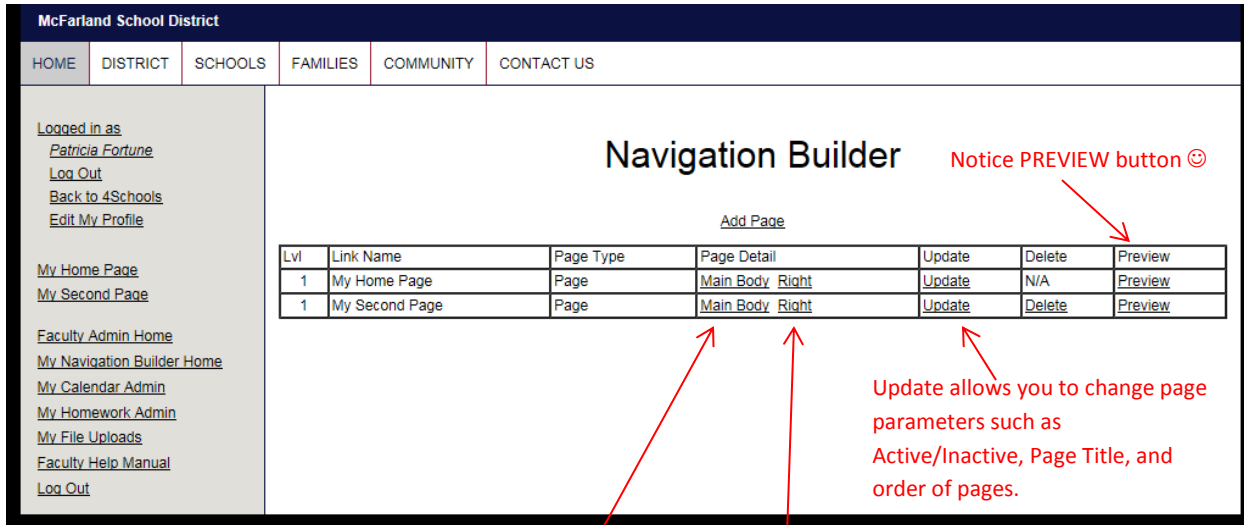 McFarland School District
HOME DISTRICT SCHOOLS FAMILIES COMMUNITY CONTACT US
Logged in as
Patricia Fortune
Log Out
Back to 4Schools
Edit My Profile
My Home Page
My Second Page
Faculty Admin Home
My Navigation Builder Home
My Calendar Admin
My Homework Admin
My File Uploads
Faculty Help Manual
Log Out
Navigation Builder
Notice PREVIEW button ☺
Add Page
Lvl Link Name Page Type Page Detail Update Delete Preview
1 My Home Page Page Main Body Right Update N/A Preview
1 My Second Page Page Main Body Right Update Delete Preview
Update allows you to change page
parameters such as
Active/Inactive, Page Title, and
order of pages.